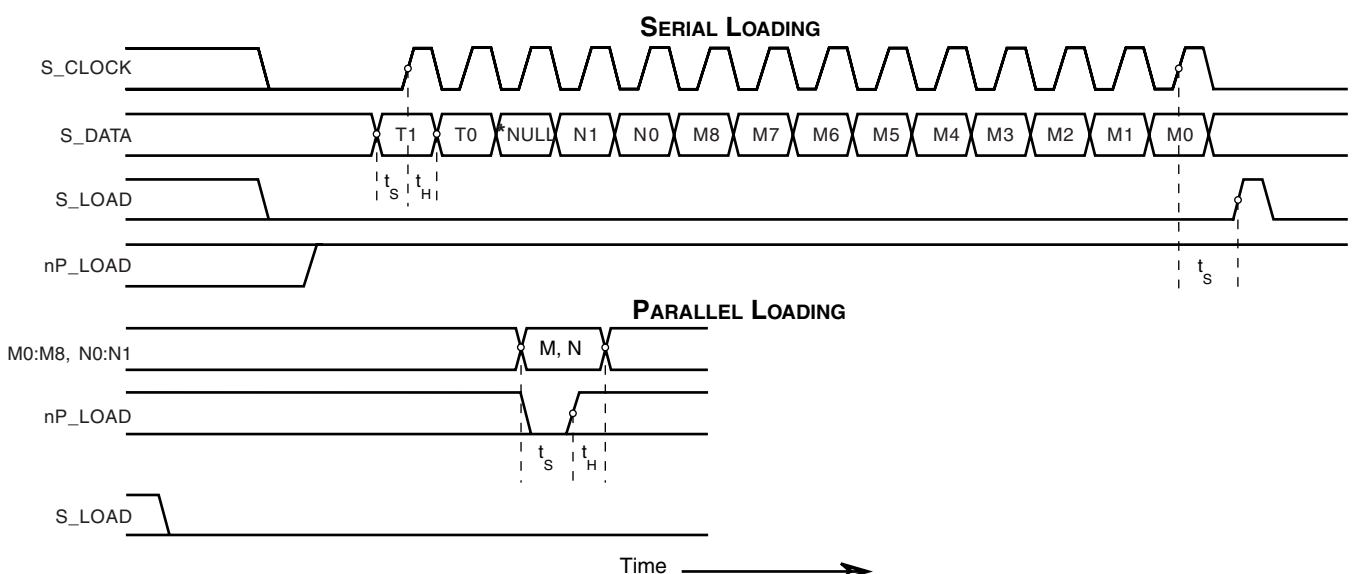 SERIAL LOADING
S_CLOCK
S_DATA T1 T0 *NULL N1 N0 M8 M7 M6 M5 M4 M3 M2 M1 M0
tS tH
S_LOAD
nP_LOAD
tS
PARALLEL LOADING
M0:M8, N0:N1 M, N
nP_LOAD
tS tH
S_LOAD
Time